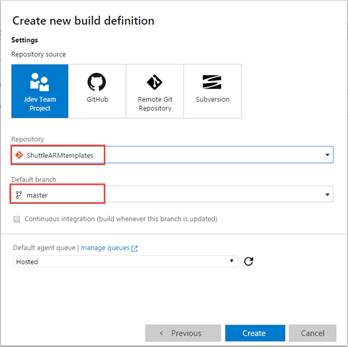 Create new build definition
Settings
Repository source
Jdev Team
Project
GitHub
Remote Git
Repository
Subversion
Repository
ShuttleARMtemplates
Default branch
master
Continuous integration (build whenever this branch is updated)
Default agent queue | manage queues
Hosted
< Previous
Create
Cancel